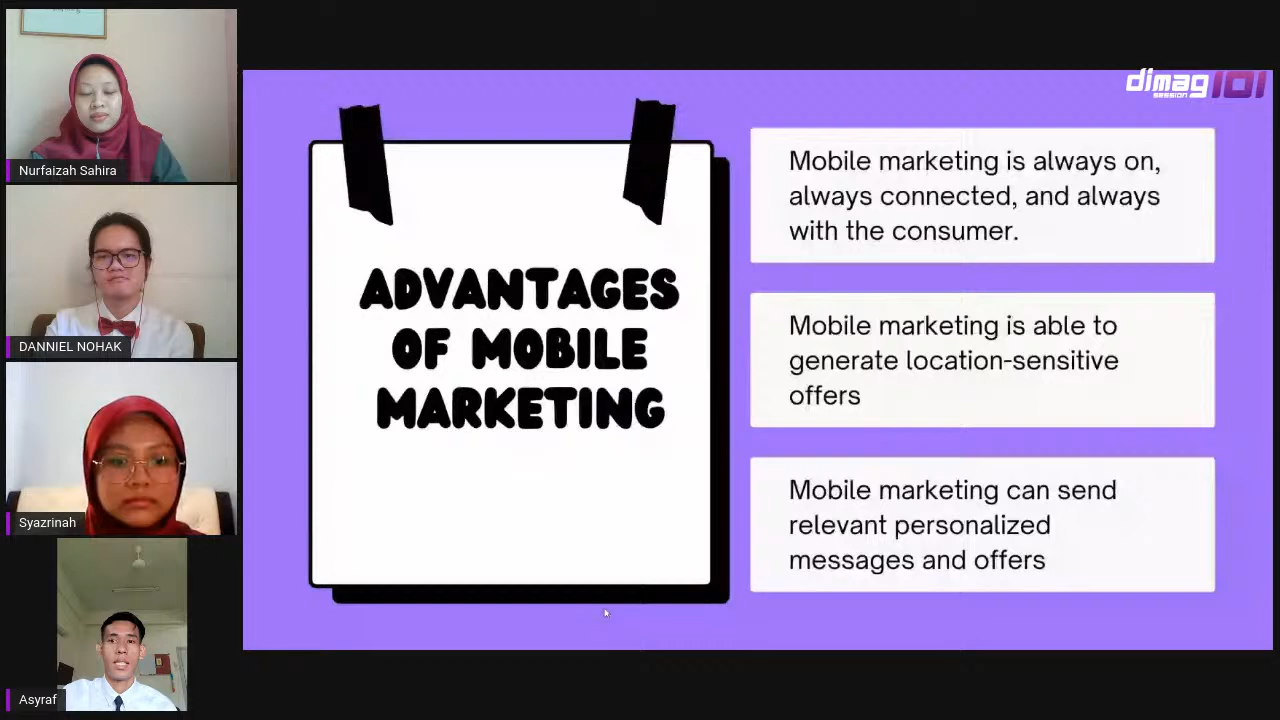 Nurfaizah Sahira
DANNIEL NOHAK
Syazrinah
Asyraf
dimag101
SESSION
ADVANTAGES
OF MOBILE
MARKETING
Mobile marketing is always on,
always connected, and always
with the consumer.
Mobile marketing is able to
generate location-sensitive
offers
Mobile marketing can send
relevant personalized
messages and offers